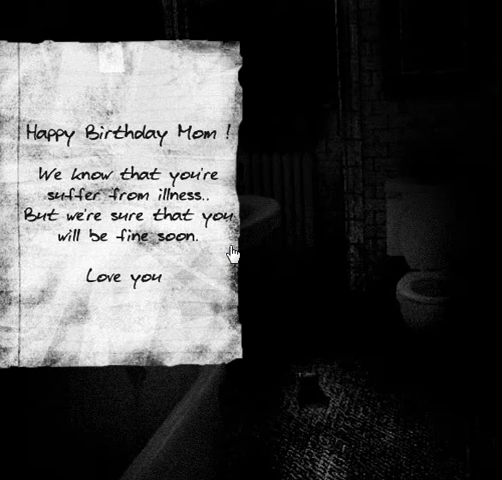 Happy Birthday Mom !
We know that you're
suffer from illness..
But we're sure that you
will be fine soon.
Love you